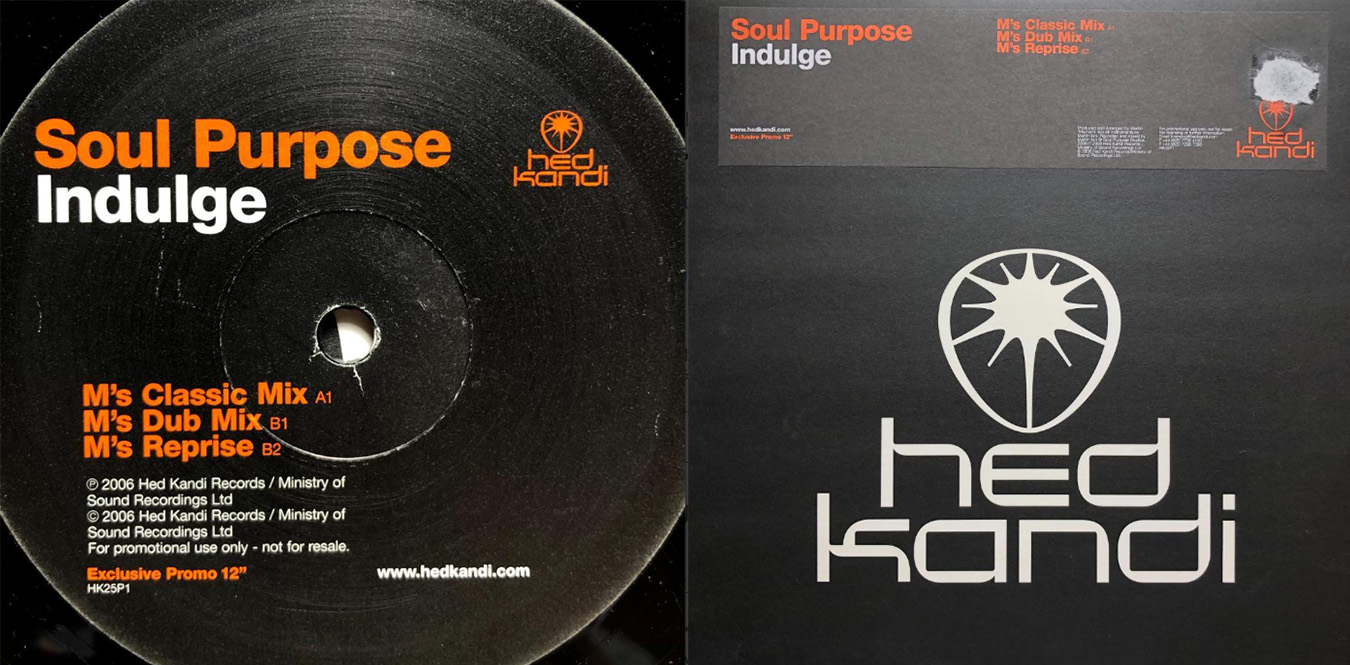 Soul Purpose
Indulge
hed
kandi
M's Classic Mix A1
M's Dub Mix B1
M's Reprise B2
℗ 2006 Hed Kandi Records / Ministry of
Sound Recordings Ltd
© 2006 Hed Kandi Records / Ministry of
Sound Recordings Ltd
For promotional use only - not for resale.
Exclusive Promo 12”
HK25P1
www.hedkandi.com
Soul Purpose
Indulge
M's Classic Mix A1
M's Dub Mix B1
M's Reprise B2
www.hedkandi.com
Exclusive Promo 12”
hed
kandi
hed
kandi